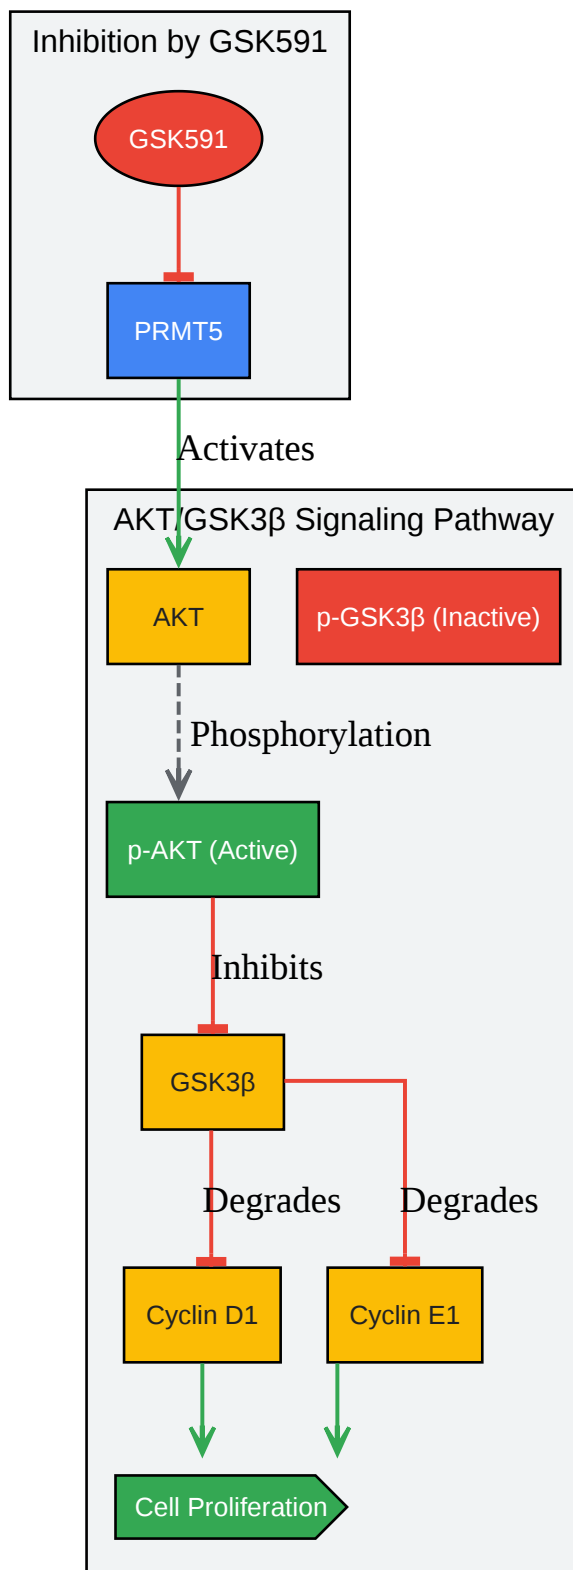 Inhibition by GSK591
GSK591
PRMT5
Activates
AKT/GSK3β Signaling Pathway
AKT
p-GSK3β (Inactive)
Phosphorylation
p-AKT (Active)
Inhibits
GSK3β
Degrades
Degrades
Cyclin D1
Cyclin E1
Cell Proliferation